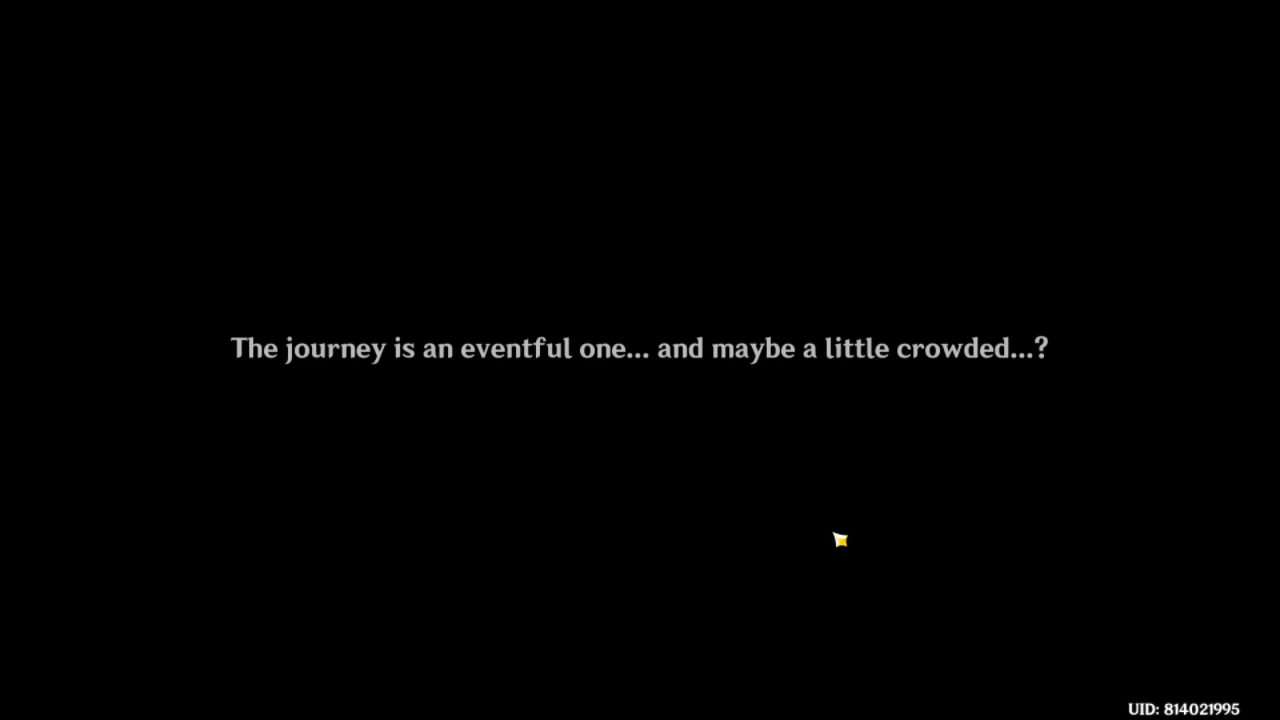 The journey is an eventful one... and maybe a little crowded...?
UID: 814021995